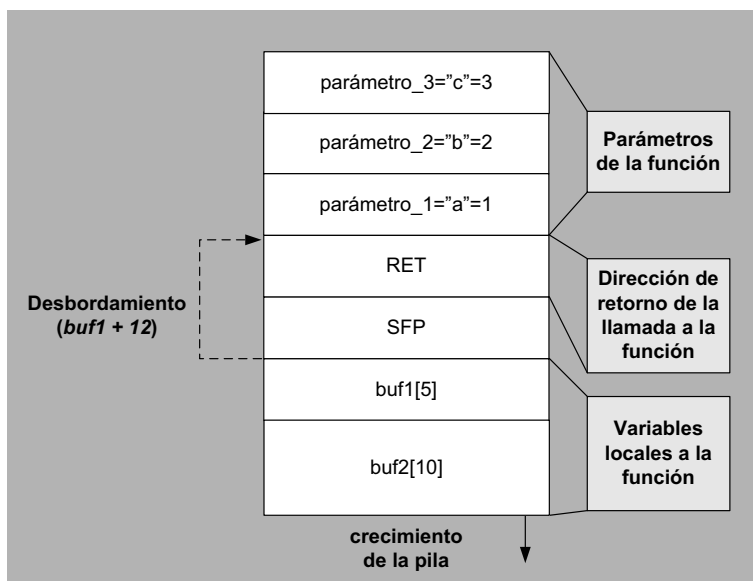 parámetro_3=”c”=3
parámetro_2=”b”=2
parámetro_1=”a”=1
RET
SFP
buf1[5]
buf2[10]
Parámetros
de la función
Dirección de
retorno de la
llamada a la
función
Variables
locales a la
función
Desbordamiento
(buf1 + 12)
crecimiento
de la pila